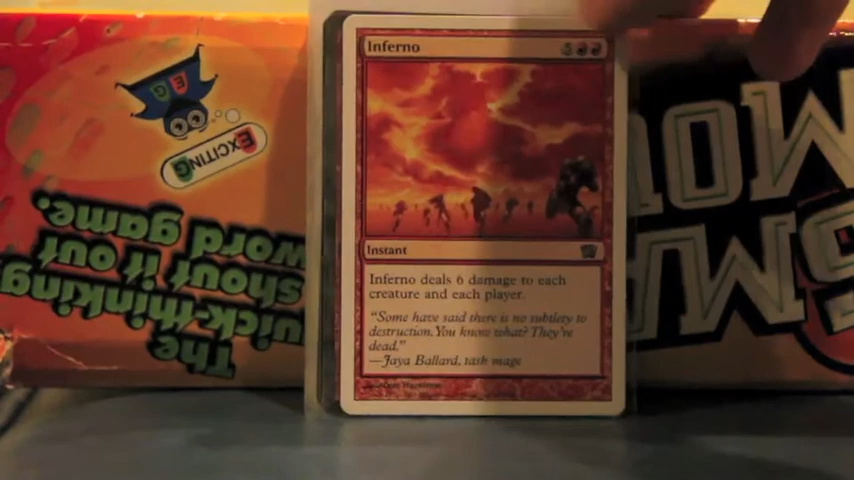 Inferno
5
Instant
Inferno deals 6 damage to each
creature and each player.
"Some have said there is no subtlety to
destruction. You know what? They're
dead."
—Jaya Ballard, task mage
EEG
EXCITING
The
quick-thinking
shout it out
word game.